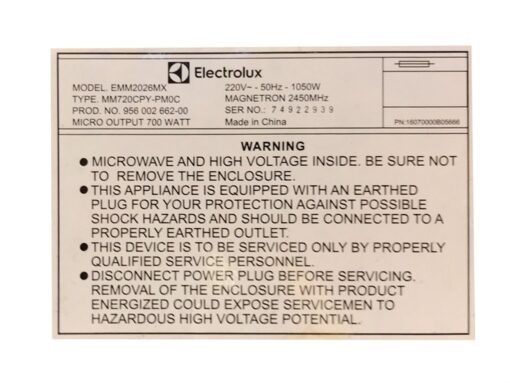 Electrolux
MODEL. EMM2026MX 220V~ - 50Hz - 1050W
TYPE. MM720CPY-PM0C MAGNETRON 2450MHz
PROD. NO. 956 002 662-00 SER NO.: 74922939
MICRO OUTPUT 700 WATT Made in China
PN:16070000B05666
WARNING
● MICROWAVE AND HIGH VOLTAGE INSIDE. BE SURE NOT
TO REMOVE THE ENCLOSURE.
● THIS APPLIANCE IS EQUIPPED WITH AN EARTHED
PLUG FOR YOUR PROTECTION AGAINST POSSIBLE
SHOCK HAZARDS AND SHOULD BE CONNECTED TO A
PROPERLY EARTHED OUTLET.
● THIS DEVICE IS TO BE SERVICED ONLY BY PROPERLY
QUALIFIED SERVICE PERSONNEL.
● DISCONNECT POWER PLUG BEFORE SERVICING.
REMOVAL OF THE ENCLOSURE WITH PRODUCT
ENERGIZED COULD EXPOSE SERVICEMEN TO
HAZARDOUS HIGH VOLTAGE POTENTIAL.